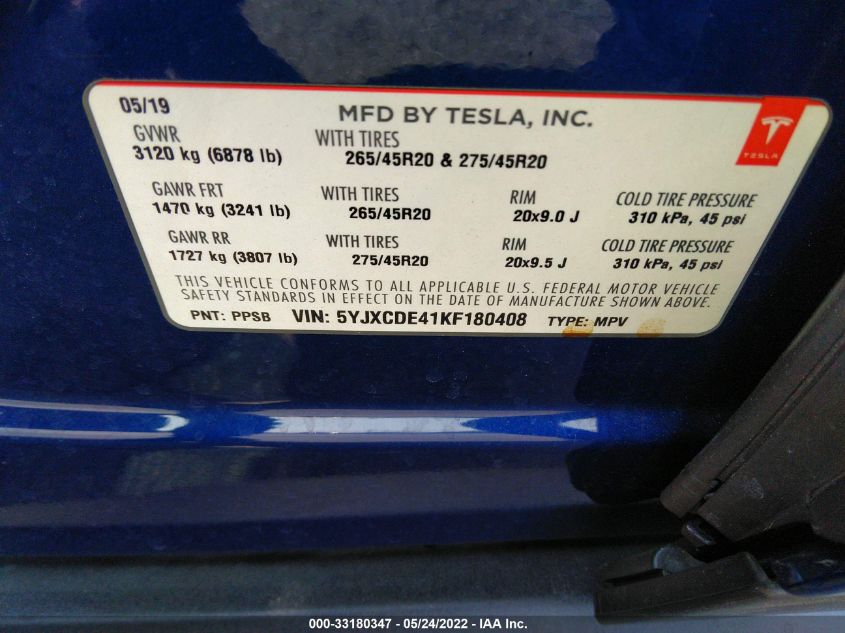 05/19 MFD BY TESLA, INC.
GVWR WITH TIRES
3120 kg (6878 lb) 265/45R20 & 275/45R20
TESLA
GAWR FRT WITH TIRES RIM COLD TIRE PRESSURE
1470 kg (3241 lb) 265/45R20 20x9.0 J 310 kPa, 45 psi
GAWR RR WITH TIRES RIM COLD TIRE PRESSURE
1727 kg (3807 lb) 275/45R20 20x9.5 J 310 kPa, 45 psi
THIS VEHICLE CONFORMS TO ALL APPLICABLE U.S. FEDERAL MOTOR VEHICLE
SAFETY STANDARDS IN EFFECT ON THE DATE OF MANUFACTURE SHOWN ABOVE.
PNT: PPSB VIN: 5YJXCDE41KF180408 TYPE: MPV
000-33180347 — 05/24/2022 - IAA Inc.